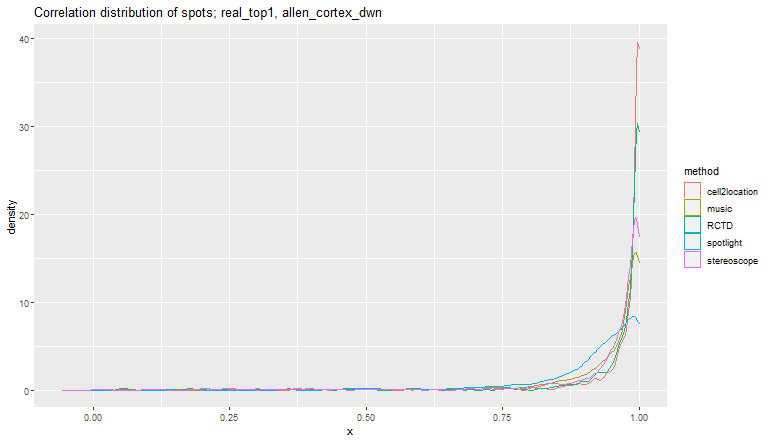 Correlation distribution of spots; real_top1, allen_cortex_dwn
40
30
20
10
0
density
0.00
0.25
0.50
0.75
1.00
x
method
cell2location
music
RCTD
spotlight
stereoscope